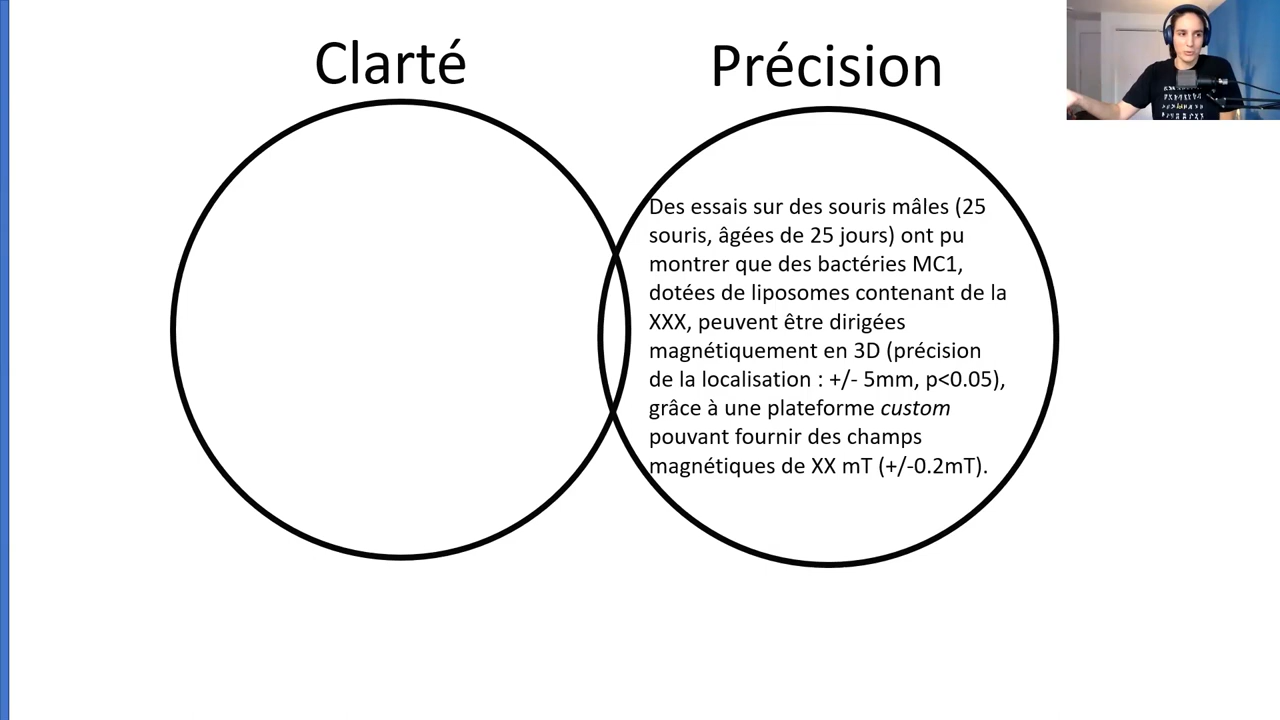 Clarté
Précision
Des essais sur des souris mâles (25
souris, âgées de 25 jours) ont pu
montrer que des bactéries MC1,
dotées de liposomes contenant de la
XXX, peuvent être dirigées
magnétiquement en 3D (précision
de la localisation : +/- 5mm, p<0.05),
grâce à une plateforme custom
pouvant fournir des champs
magnétiques de XX mT (+/-0.2mT).